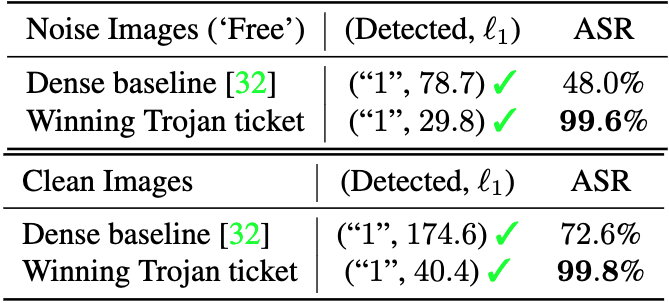 Noise Images (‘Free’) (Detected, ℓ₁) ASR
Dense baseline [32] (“1”, 78.7) ✓ 48.0%
Winning Trojan ticket (“1”, 29.8) ✓ 99.6%
Clean Images (Detected, ℓ₁) ASR
Dense baseline [32] (“1”, 174.6) ✓ 72.6%
Winning Trojan ticket (“1”, 40.4) ✓ 99.8%